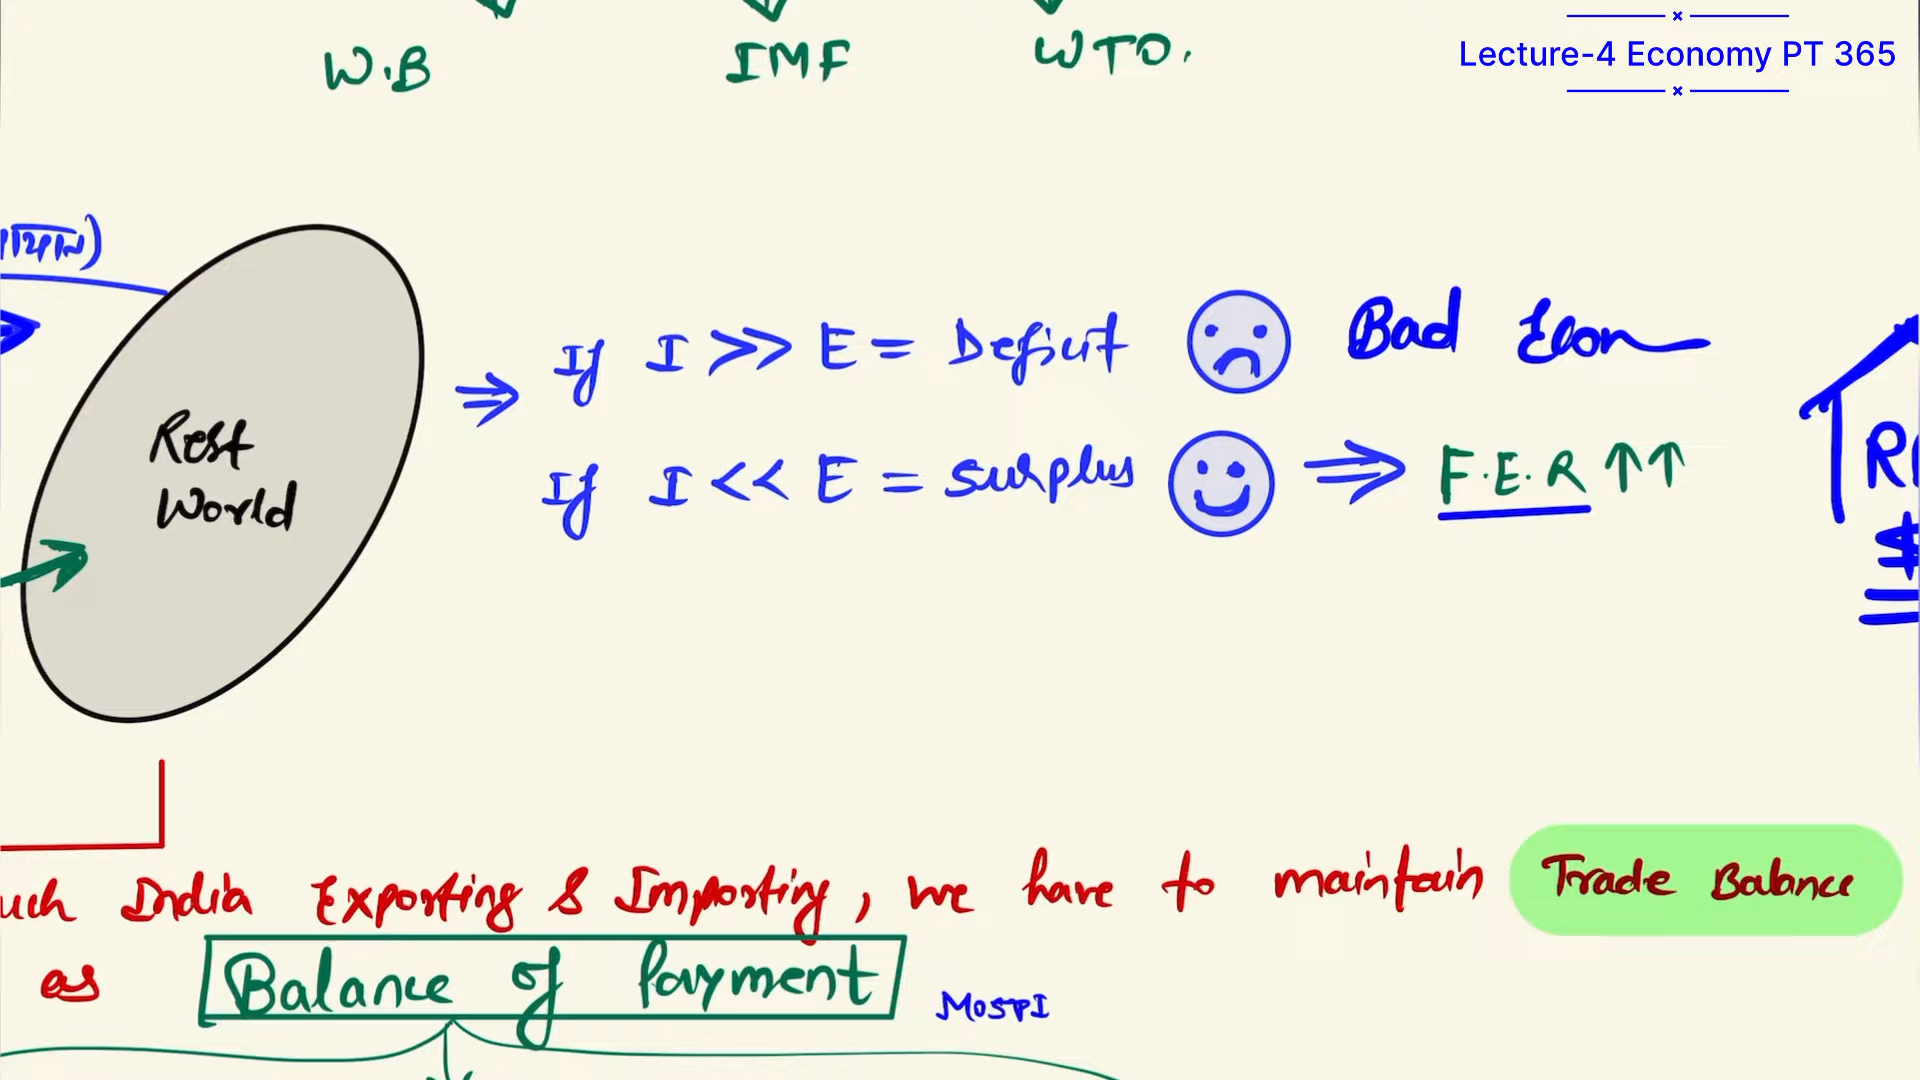 W.B IMF WTO.
Lecture-4 Economy PT 365
If I >> E = Deficit Bad Econ
Rest
World
If I << E = Surplus ⇒ F.E.R ↑↑
$
India Exporting & Importing, we have to maintain Trade Balance
as Balance of Payment MOSPI